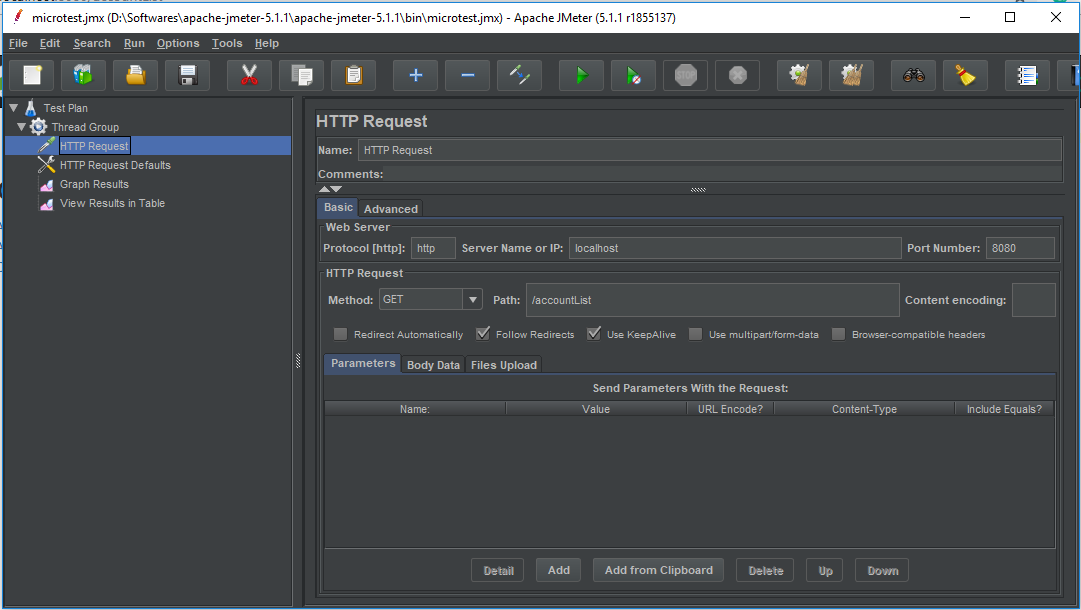 microtest.jmx (D:\Softwares\apache-jmeter-5.1.1\apache-jmeter-5.1.1\bin\microtest.jmx) - Apache JMeter (5.1.1 r1855137)
File Edit Search Run Options Tools Help
STOP
Test Plan
Thread Group
HTTP Request
HTTP Request Defaults
Graph Results
View Results in Table
HTTP Request
Name: HTTP Request
Comments:
Basic Advanced
Web Server
Protocol [http]: http Server Name or IP: localhost Port Number: 8080
HTTP Request
Method: GET Path: /accountList Content encoding:
Redirect Automatically Follow Redirects Use KeepAlive Use multipart/form-data Browser-compatible headers
Parameters Body Data Files Upload
Send Parameters With the Request:
Name: Value URL Encode? Content-Type Include Equals?
Detail Add Add from Clipboard Delete Up Down